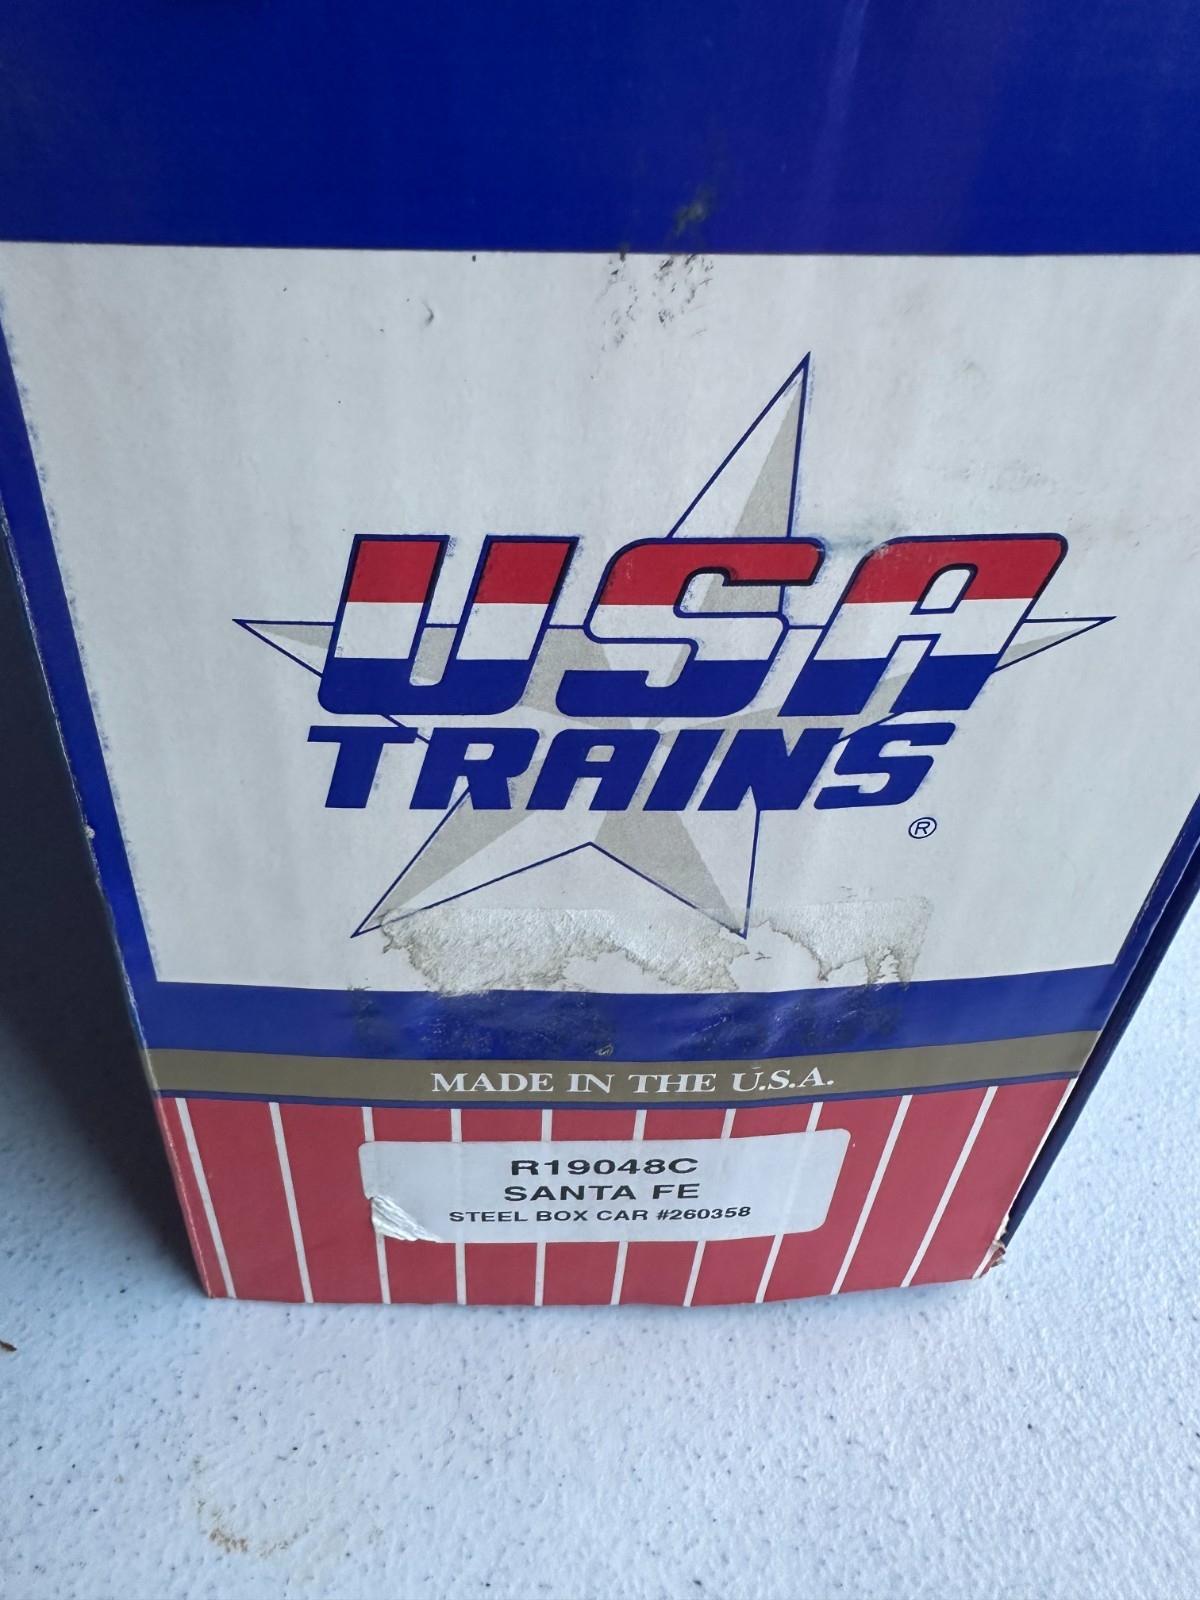 USA
TRAINS
®
MADE IN THE U.S.A.
R19048C
SANTA FE
STEEL BOX CAR #260358